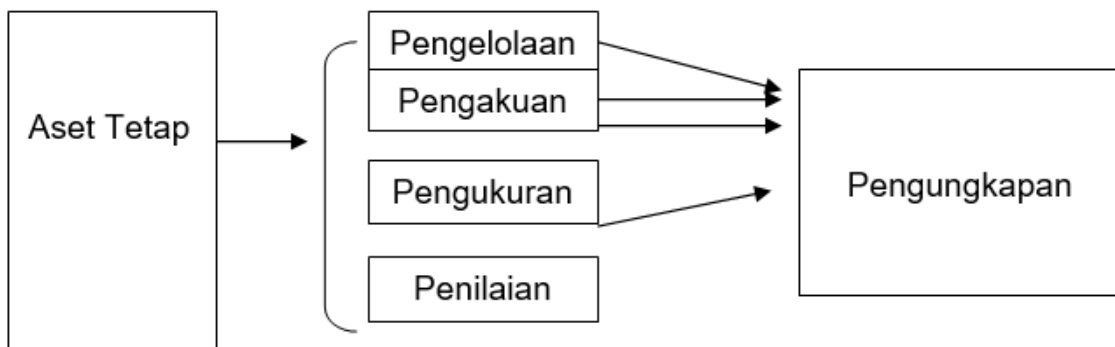 Aset Tetap
Pengelolaan
Pengakuan
Pengukuran
Penilaian
Pengungkapan